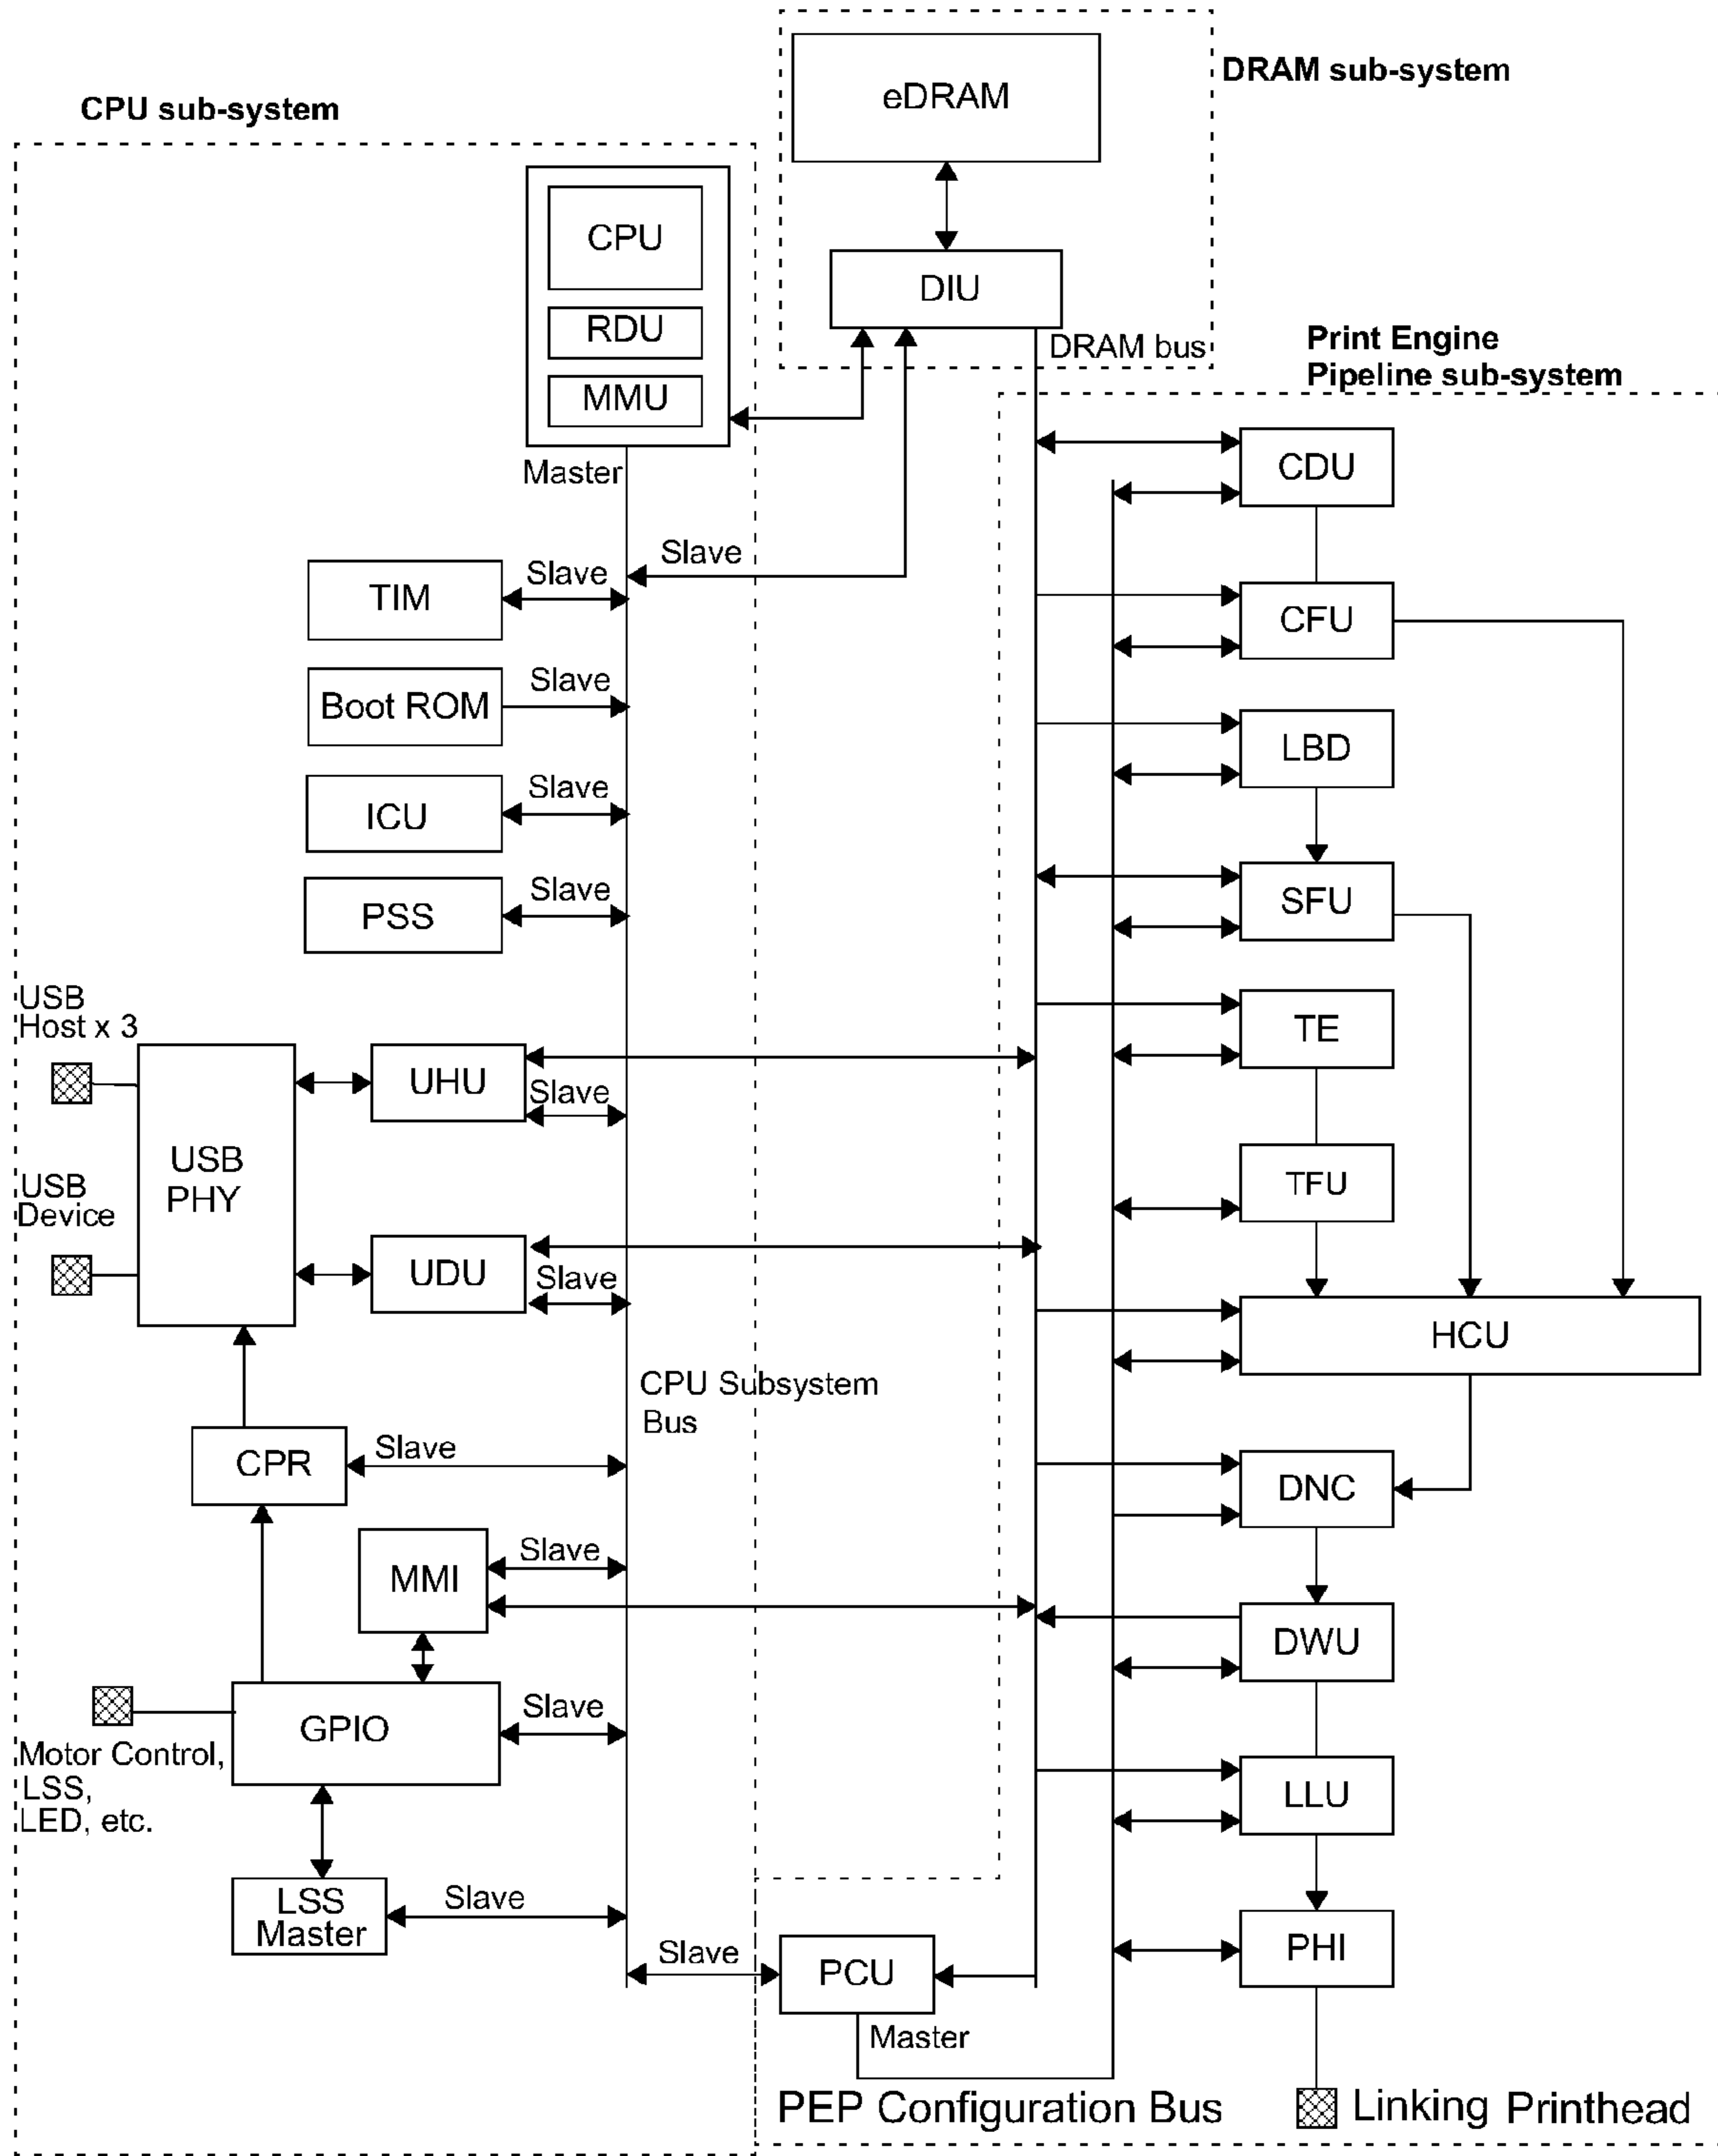 DRAM sub-system
eDRAM
CPU sub-system
CPU
DIU
RDU
DRAM bus
Print Engine
Pipeline sub-system
MMU
Master
CDU
Slave
Slave
TIM
CFU
Slave
Boot ROM
LBD
Slave
ICU
Slave
PSS
SFU
USB
Host x 3
TE
UHU
Slave
USB
PHY
USB
Device
TFU
UDU
Slave
HCU
CPU Subsystem
Bus
CPR
Slave
DNC
MMI
Slave
DWU
GPIO
Slave
Motor Control,
LSS,
LED, etc.
LLU
LSS
Master
Slave
PHI
Slave
PCU
Master
PEP Configuration Bus
Linking Printhead